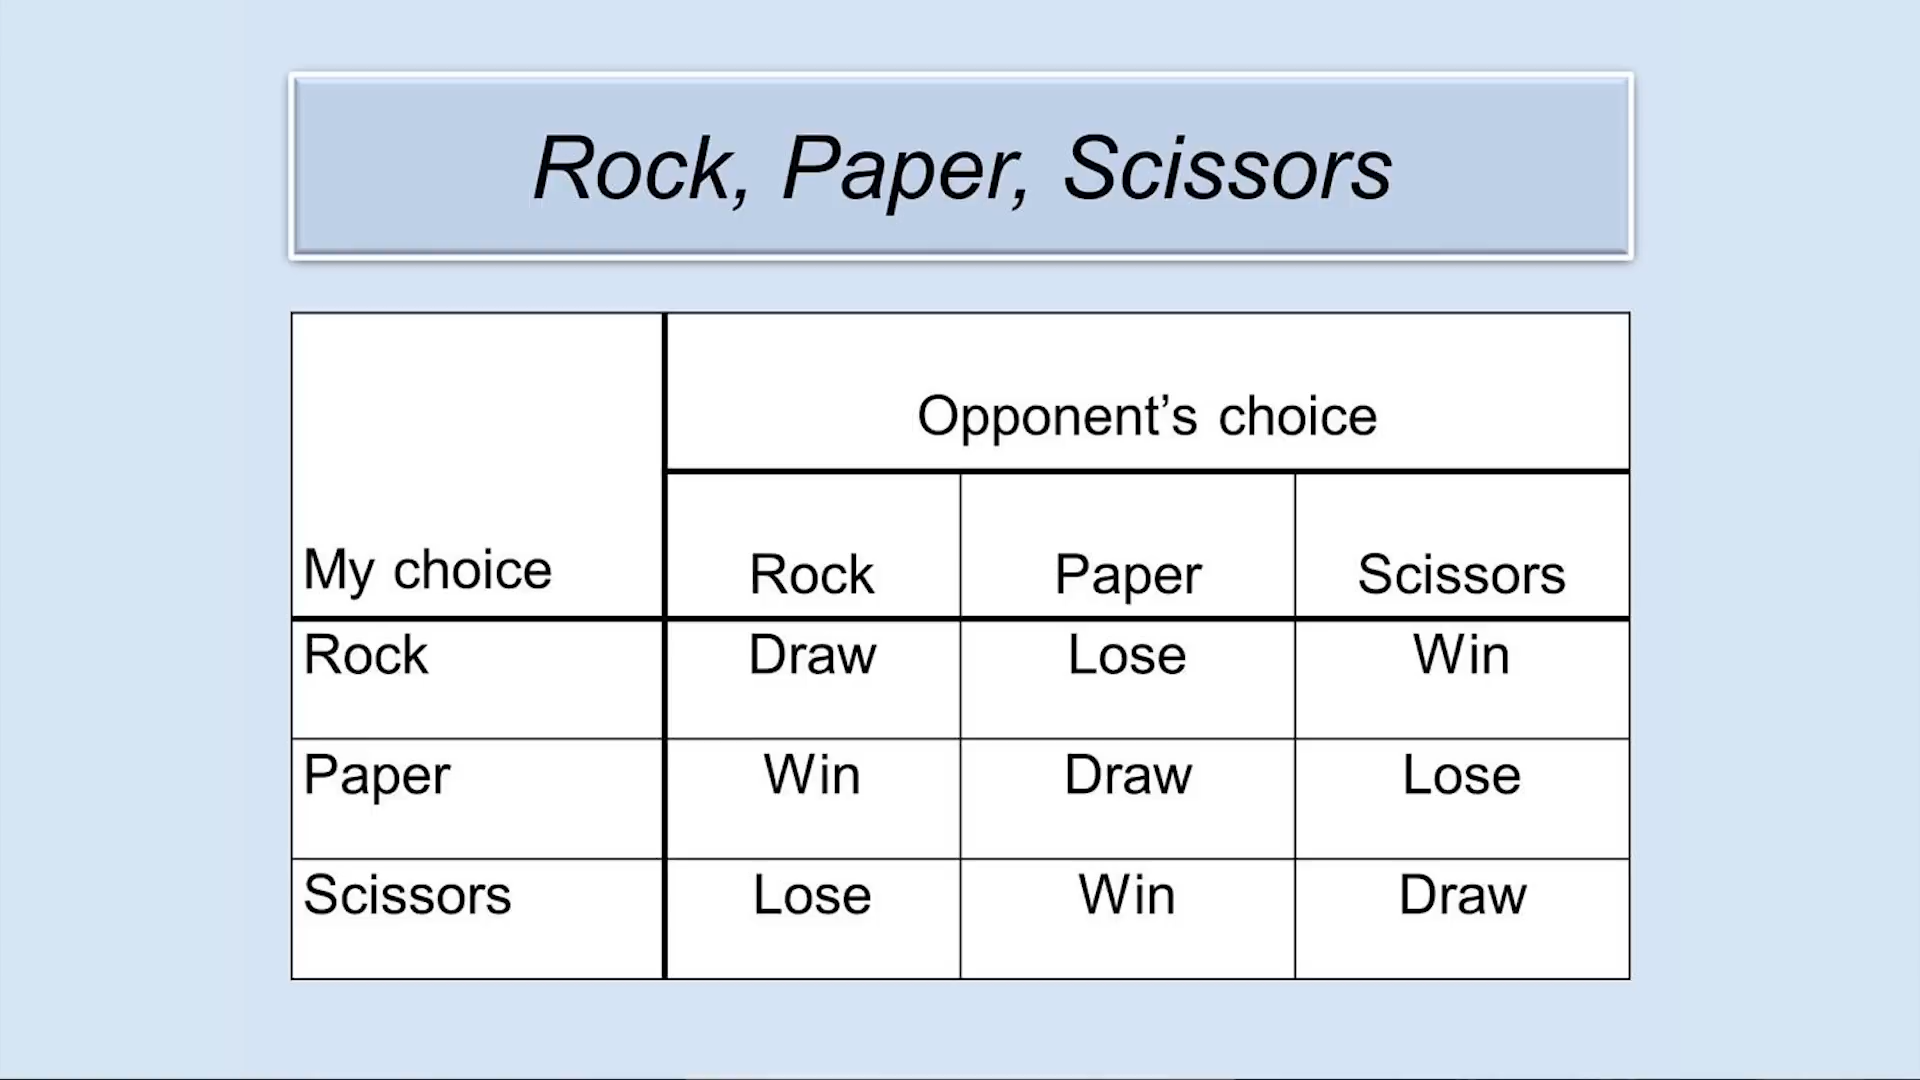 Rock, Paper, Scissors
Opponent’s choice
My choice Rock Paper Scissors
Rock Draw Lose Win
Paper Win Draw Lose
Scissors Lose Win Draw